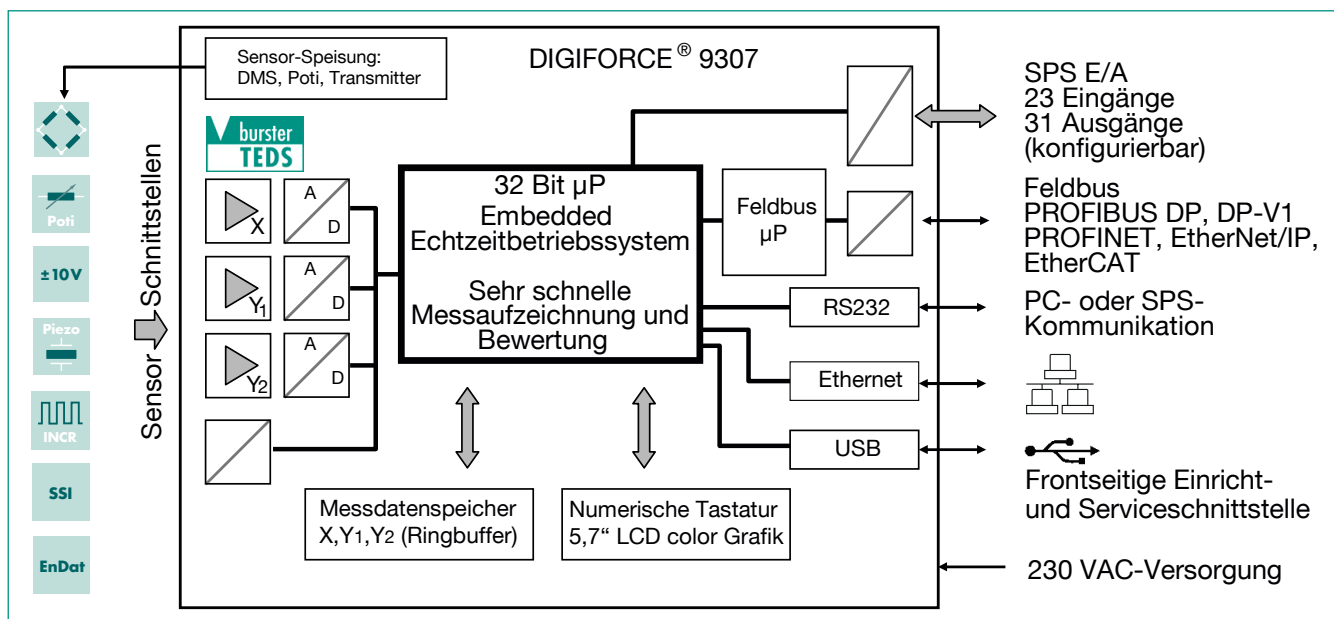 Sensor-Speisung:
DMS, Poti, Transmitter
DIGIFORCE® 9307
burster
TEDS
Poti
±10V
Piezo
INCR
SSI
EnDat
Sensor Schnittstellen
X
A
D
Y1
A
D
Y2
A
D
32 Bit µP
Embedded
Echtzeitbetriebssystem
Sehr schnelle
Messaufzeichnung und
Bewertung
Messdatenspeicher
X,Y1,Y2 (Ringbuffer)
Numerische Tastatur
5,7“ LCD color Grafik
Feldbus
µP
RS232
Ethernet
USB
SPS E/A
23 Eingänge
31 Ausgänge
(konfigurierbar)
Feldbus
PROFIBUS DP, DP-V1
PROFINET, EtherNet/IP,
EtherCAT
PC- oder SPS-
Kommunikation
Frontseitige Einricht-
und Serviceschnittstelle
230 VAC-Versorgung